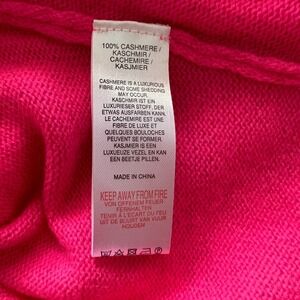 100% CASHMERE /
KASCHMIR /
CACHEMIRE /
KASJMIER
CASHMERE IS A LUXURIOUS
FIBRE AND SOME SHEDDING
MAY OCCUR.
KASCHMIR IST EIN
LUXURIÖSER STOFF, DER
ETWAS AUSFARBEN KANN.
LE CACHEMIRE EST UNE
FIBRE DE LUXE ET
QUELQUES BOULOCHES
PEUVENT SE FORMER.
KASJMIER IS EEN
LUXUEUZE VEZEL EN KAN
EEN BEETJE PILLEN.
MADE IN CHINA
KEEP AWAY FROM FIRE
VON OFFENEM FEUER
FERNHALTEN
TENIR À L'ÉCART DU FEU
UIT DE BUURT VAN VUUR
HOUDEN